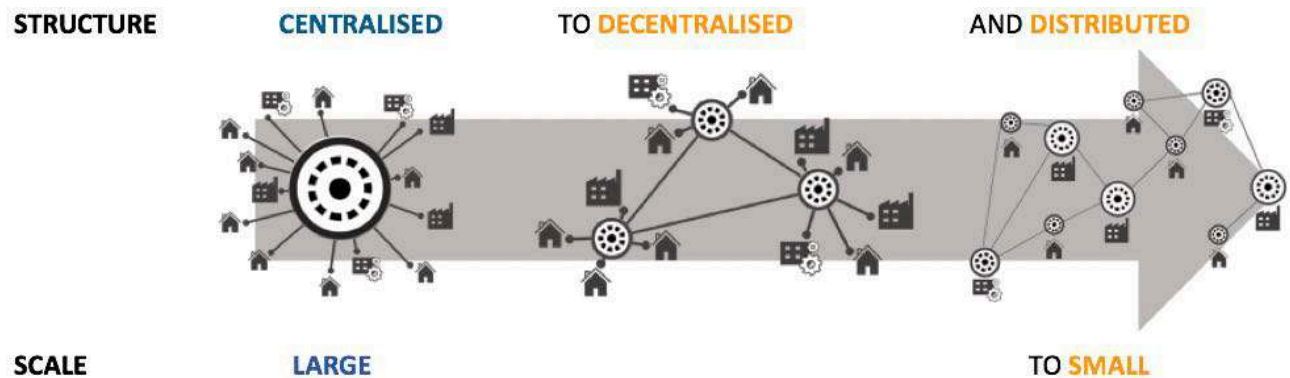 STRUCTURE CENTRALISED TO DECENTRALISED AND DISTRIBUTED
SCALE LARGE TO SMALL